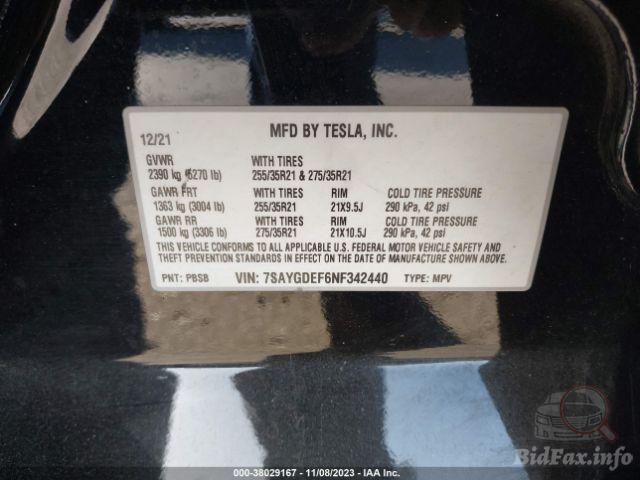 12/21 MFD BY TESLA, INC.
GVWR WITH TIRES
2390 kg (5270 lb) 255/35R21 & 275/35R21
GAWR FRT WITH TIRES RIM COLD TIRE PRESSURE
1363 kg (3004 lb) 255/35R21 21X9.5J 290 kPa, 42 psi
GAWR RR WITH TIRES RIM COLD TIRE PRESSURE
1500 kg (3306 lb) 275/35R21 21X10.5J 290 kPa, 42 psi
THIS VEHICLE CONFORMS TO ALL APPLICABLE U.S. FEDERAL MOTOR VEHICLE SAFETY AND
THEFT PREVENTION STANDARDS IN EFFECT ON THE DATE OF MANUFACTURE SHOWN ABOVE.
PNT: PBSB VIN: 7SAYGDEF6NF342440 TYPE: MPV
BidFax.info
000-38029167 - 11/08/2023 - IAA Inc.